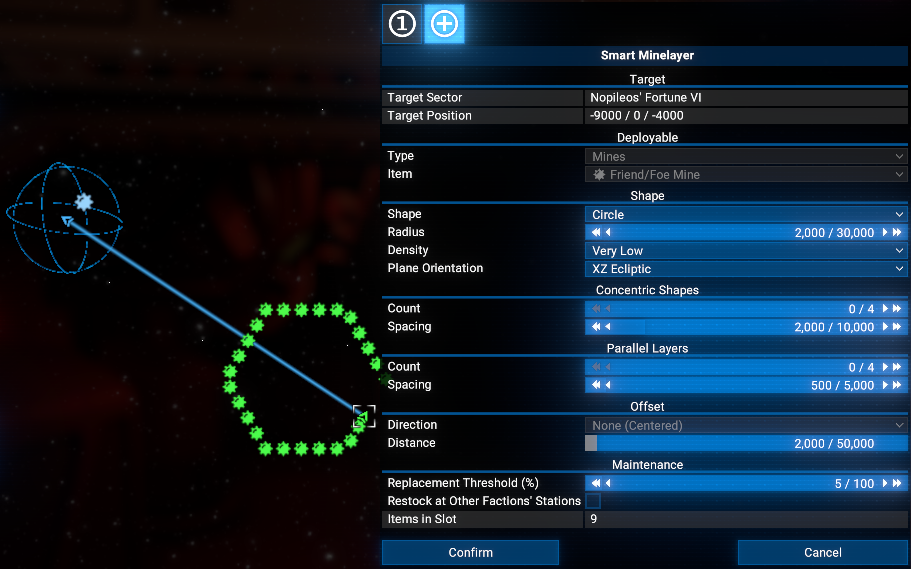 1
Smart Minelayer
Target
Target Sector Nopileos' Fortune VI
Target Position -9000 / 0 / -4000
Deployable
Type Mines
Item Friend/Foe Mine
Shape
Shape Circle
Radius 2,000 / 30,000
Density Very Low
Plane Orientation XZ Ecliptic
Concentric Shapes
Count 0 / 4
Spacing 2,000 / 10,000
Parallel Layers
Count 0 / 4
Spacing 500 / 5,000
Offset
Direction None (Centered)
Distance 2,000 / 50,000
Maintenance
Replacement Threshold (%) 5 / 100
Restock at Other Factions' Stations
Items in Slot 9
Confirm Cancel